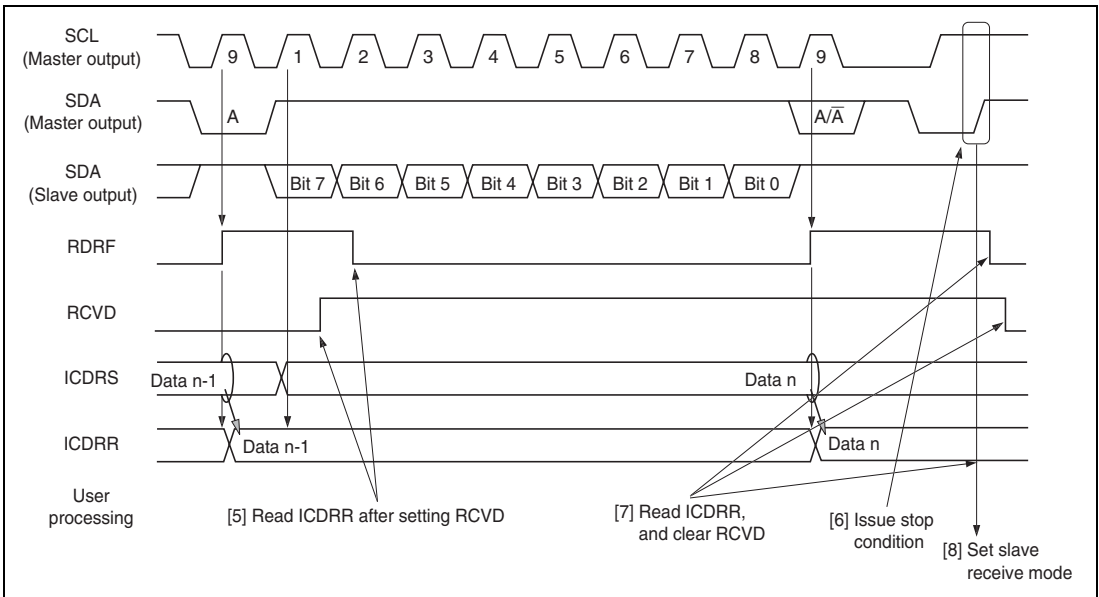 SCL
(Master output)
9 1 2 3 4 5 6 7 8 9
SDA
(Master output)
A A/A̅
SDA
(Slave output)
Bit 7 Bit 6 Bit 5 Bit 4 Bit 3 Bit 2 Bit 1 Bit 0
RDRF
RCVD
ICDRS
Data n-1 Data n
ICDRR
Data n-1 Data n
User
processing
[5] Read ICDRR after setting RCVD
[7] Read ICDRR,
and clear RCVD
[6] Issue stop
condition
[8] Set slave
receive mode